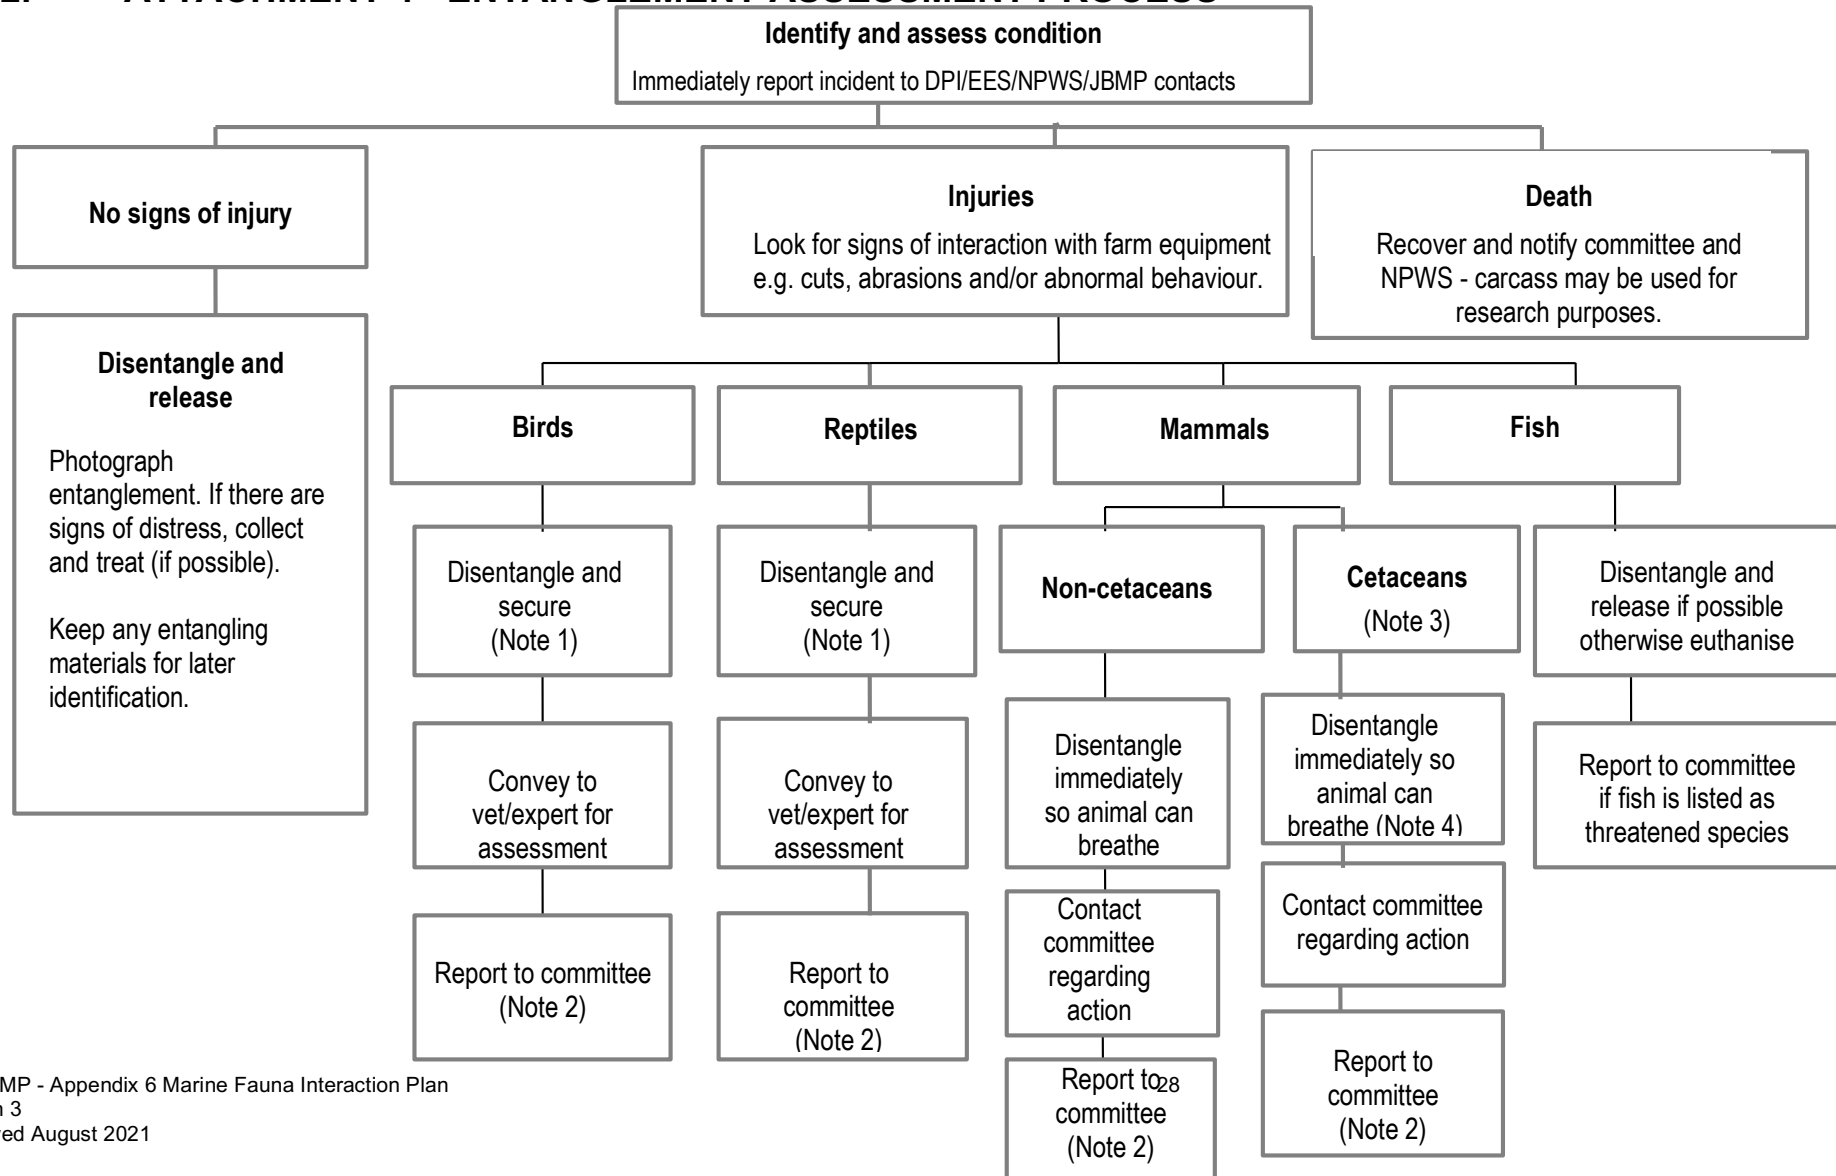 ATTACHMENT 4 - ENTANGLEMENT ASSESSMENT PROCESS
Identify and assess condition
Immediately report incident to DPI/EES/NPWS/JBMP contacts
No signs of injury
Injuries
Look for signs of interaction with farm equipment
e.g. cuts, abrasions and/or abnormal behaviour.
Death
Recover and notify committee and
NPWS - carcass may be used for
research purposes.
Disentangle and
release
Photograph
entanglement. If there are
signs of distress, collect
and treat (if possible).
Keep any entangling
materials for later
identification.
Birds
Reptiles
Mammals
Fish
Disentangle and
secure
(Note 1)
Disentangle and
secure
(Note 1)
Non-cetaceans
Cetaceans
(Note 3)
Disentangle and
release if possible
otherwise euthanise
Convey to
vet/expert for
assessment
Convey to
vet/expert for
assessment
Disentangle
immediately
so animal can
breathe
Disentangle
immediately so
animal can
breathe (Note 4)
Report to committee
if fish is listed as
threatened species
Report to committee
(Note 2)
Report to
committee
(Note 2)
Contact
committee
regarding
action
Contact committee
regarding action
Report to
committee
(Note 2)
Report to
committee
(Note 2)
MP - Appendix 6 Marine Fauna Interaction Plan
28
3
August 2021